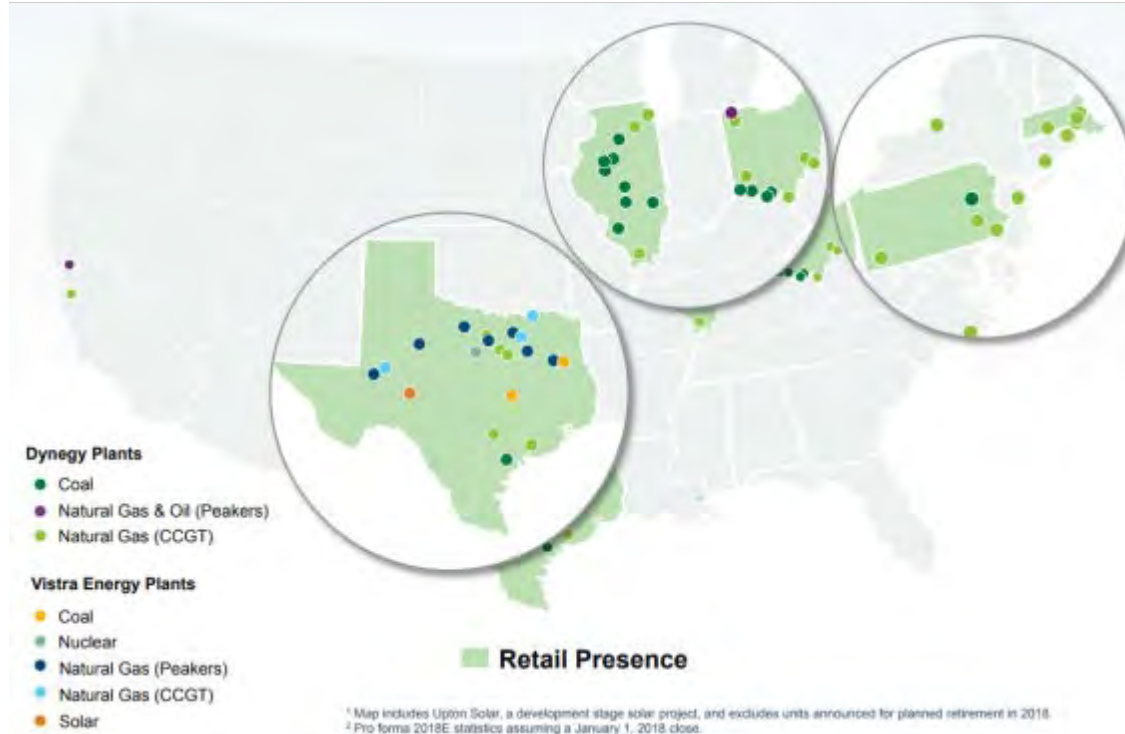 Dynegy Plants
Coal
Natural Gas & Oil (Peakers)
Natural Gas (CCGT)
Vistra Energy Plants
Coal
Nuclear
Natural Gas (Peakers)
Natural Gas (CCGT)
Solar
Retail Presence
1 Map includes Upton Solar, a development stage solar project, and excludes units announced for planned retirement in 2018.
2 Pro forma 2018E statistics assuming a January 1, 2018 close.